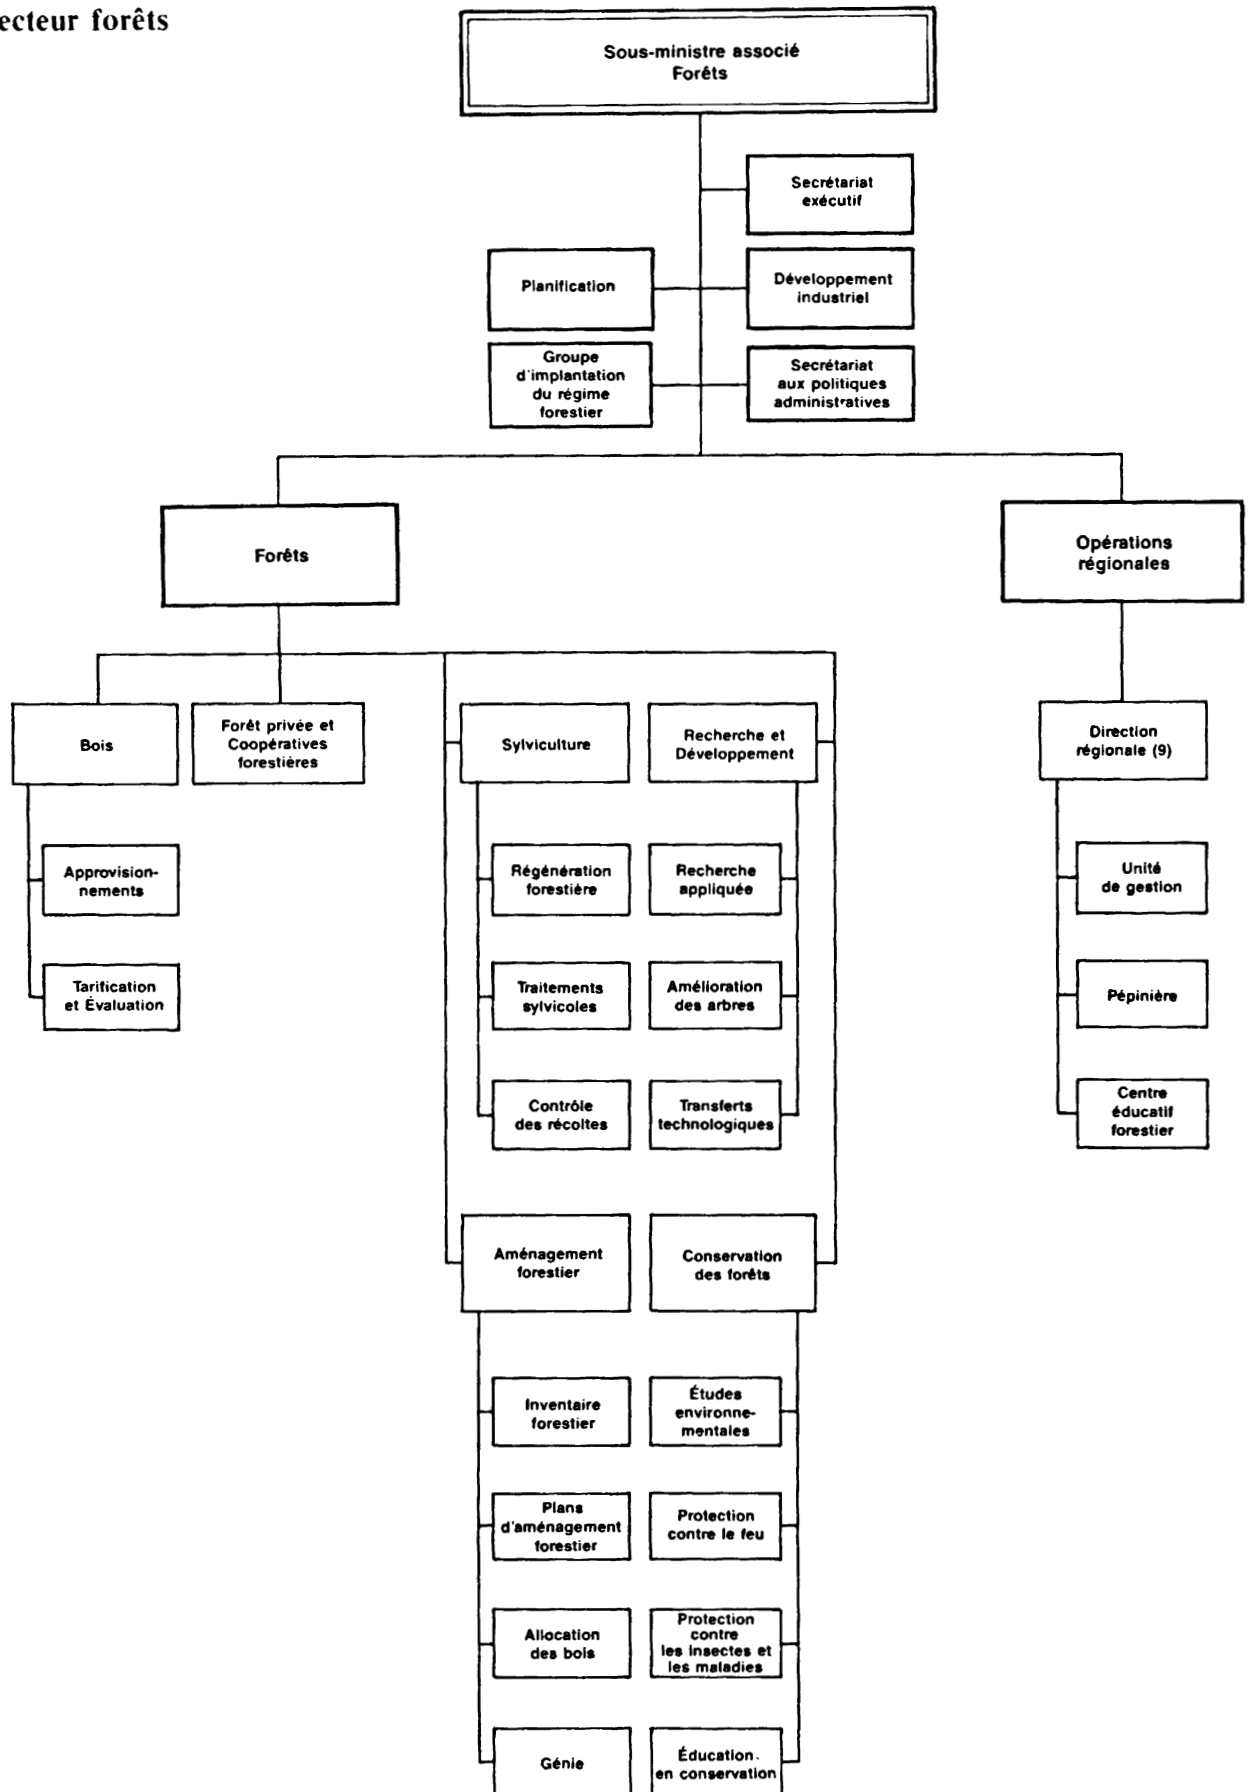 ecteur forêts
Sous-ministre associé
Forêts
Secrétariat
exécutif
Planification
Développement
industriel
Groupe
d'implantation
du régime
forestier
Secrétariat
aux politiques
administratives
Forêts
Opérations
régionales
Bois
Forêt privée et
Coopératives
forestières
Sylviculture
Recherche et
Développement
Direction
régionale (9)
Approvision-
nements
Régénération
forestière
Recherche
appliquée
Unité
de gestion
Tarification
et Évaluation
Traitements
sylvicoles
Amélioration
des arbres
Pépinière
Contrôle
des récoltes
Transferts
technologiques
Centre
éducatif
forestier
Aménagement
forestier
Conservation
des forêts
Inventaire
forestier
Études
environne-
mentales
Plans
d'aménagement
forestier
Protection
contre le feu
Allocation
des bois
Protection
contre
les insectes et
les maladies
Génie
Éducation
en conservation